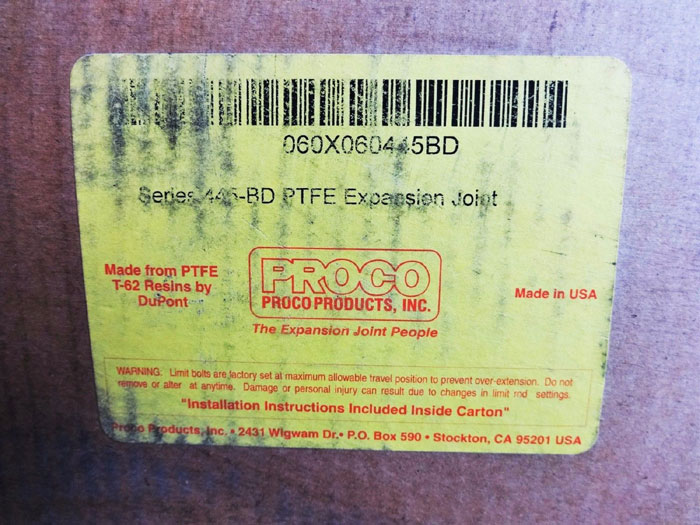 060X060445BD
Series 445-BD PTFE Expansion Joint
Made from PTFE
T-62 Resins by
DuPont
PROCO
PROCO PRODUCTS, INC.
The Expansion Joint People
Made in USA
WARNING: Limit bolts are factory set at maximum allowable travel position to prevent over-extension. Do not
remove or alter at anytime. Damage or personal injury can result due to changes in limit rod settings.
"Installation Instructions Included Inside Carton"
Proco Products, Inc. • 2431 Wigwam Dr. • P.O. Box 590 • Stockton, CA 95201 USA